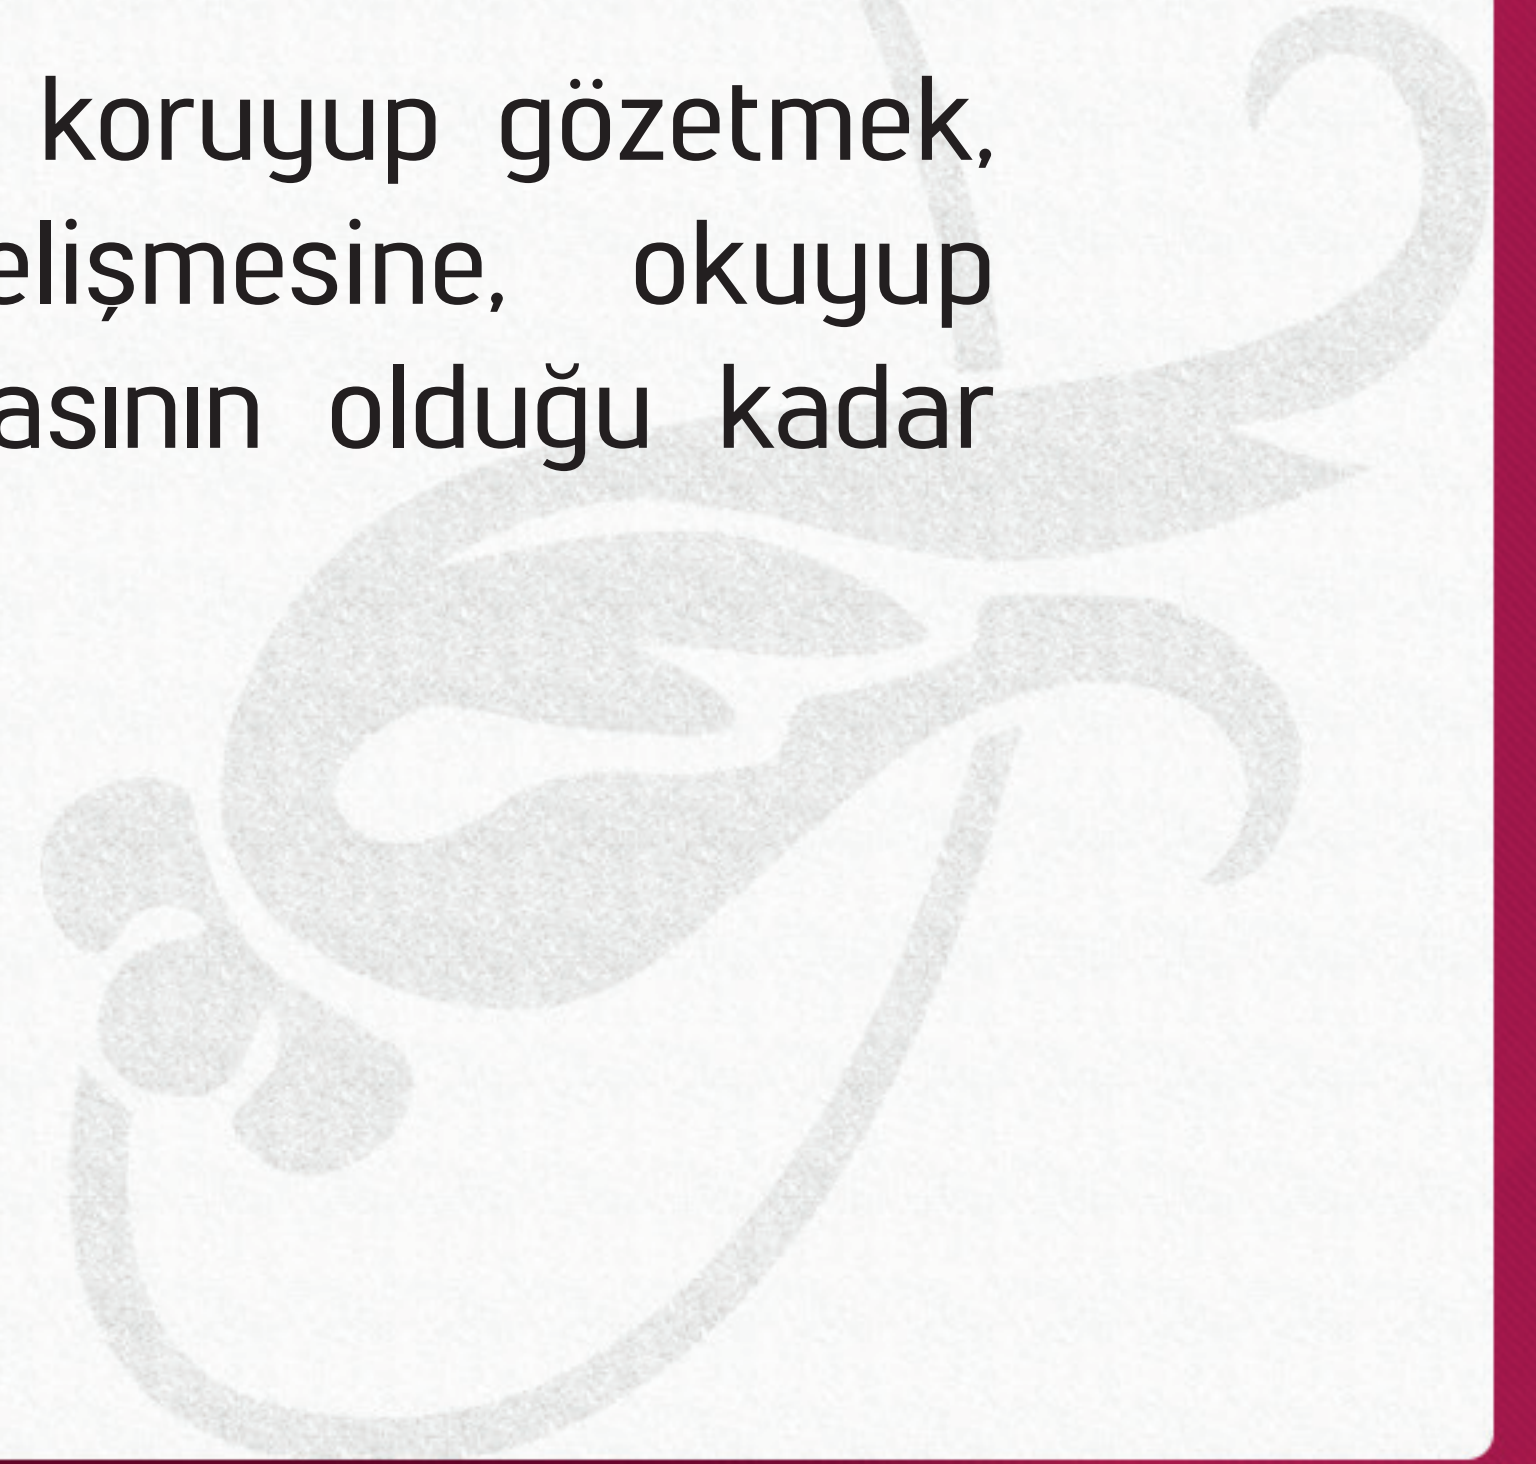 koruyup gözetmek,
elişmesine, okuyup
asının olduğu kadar